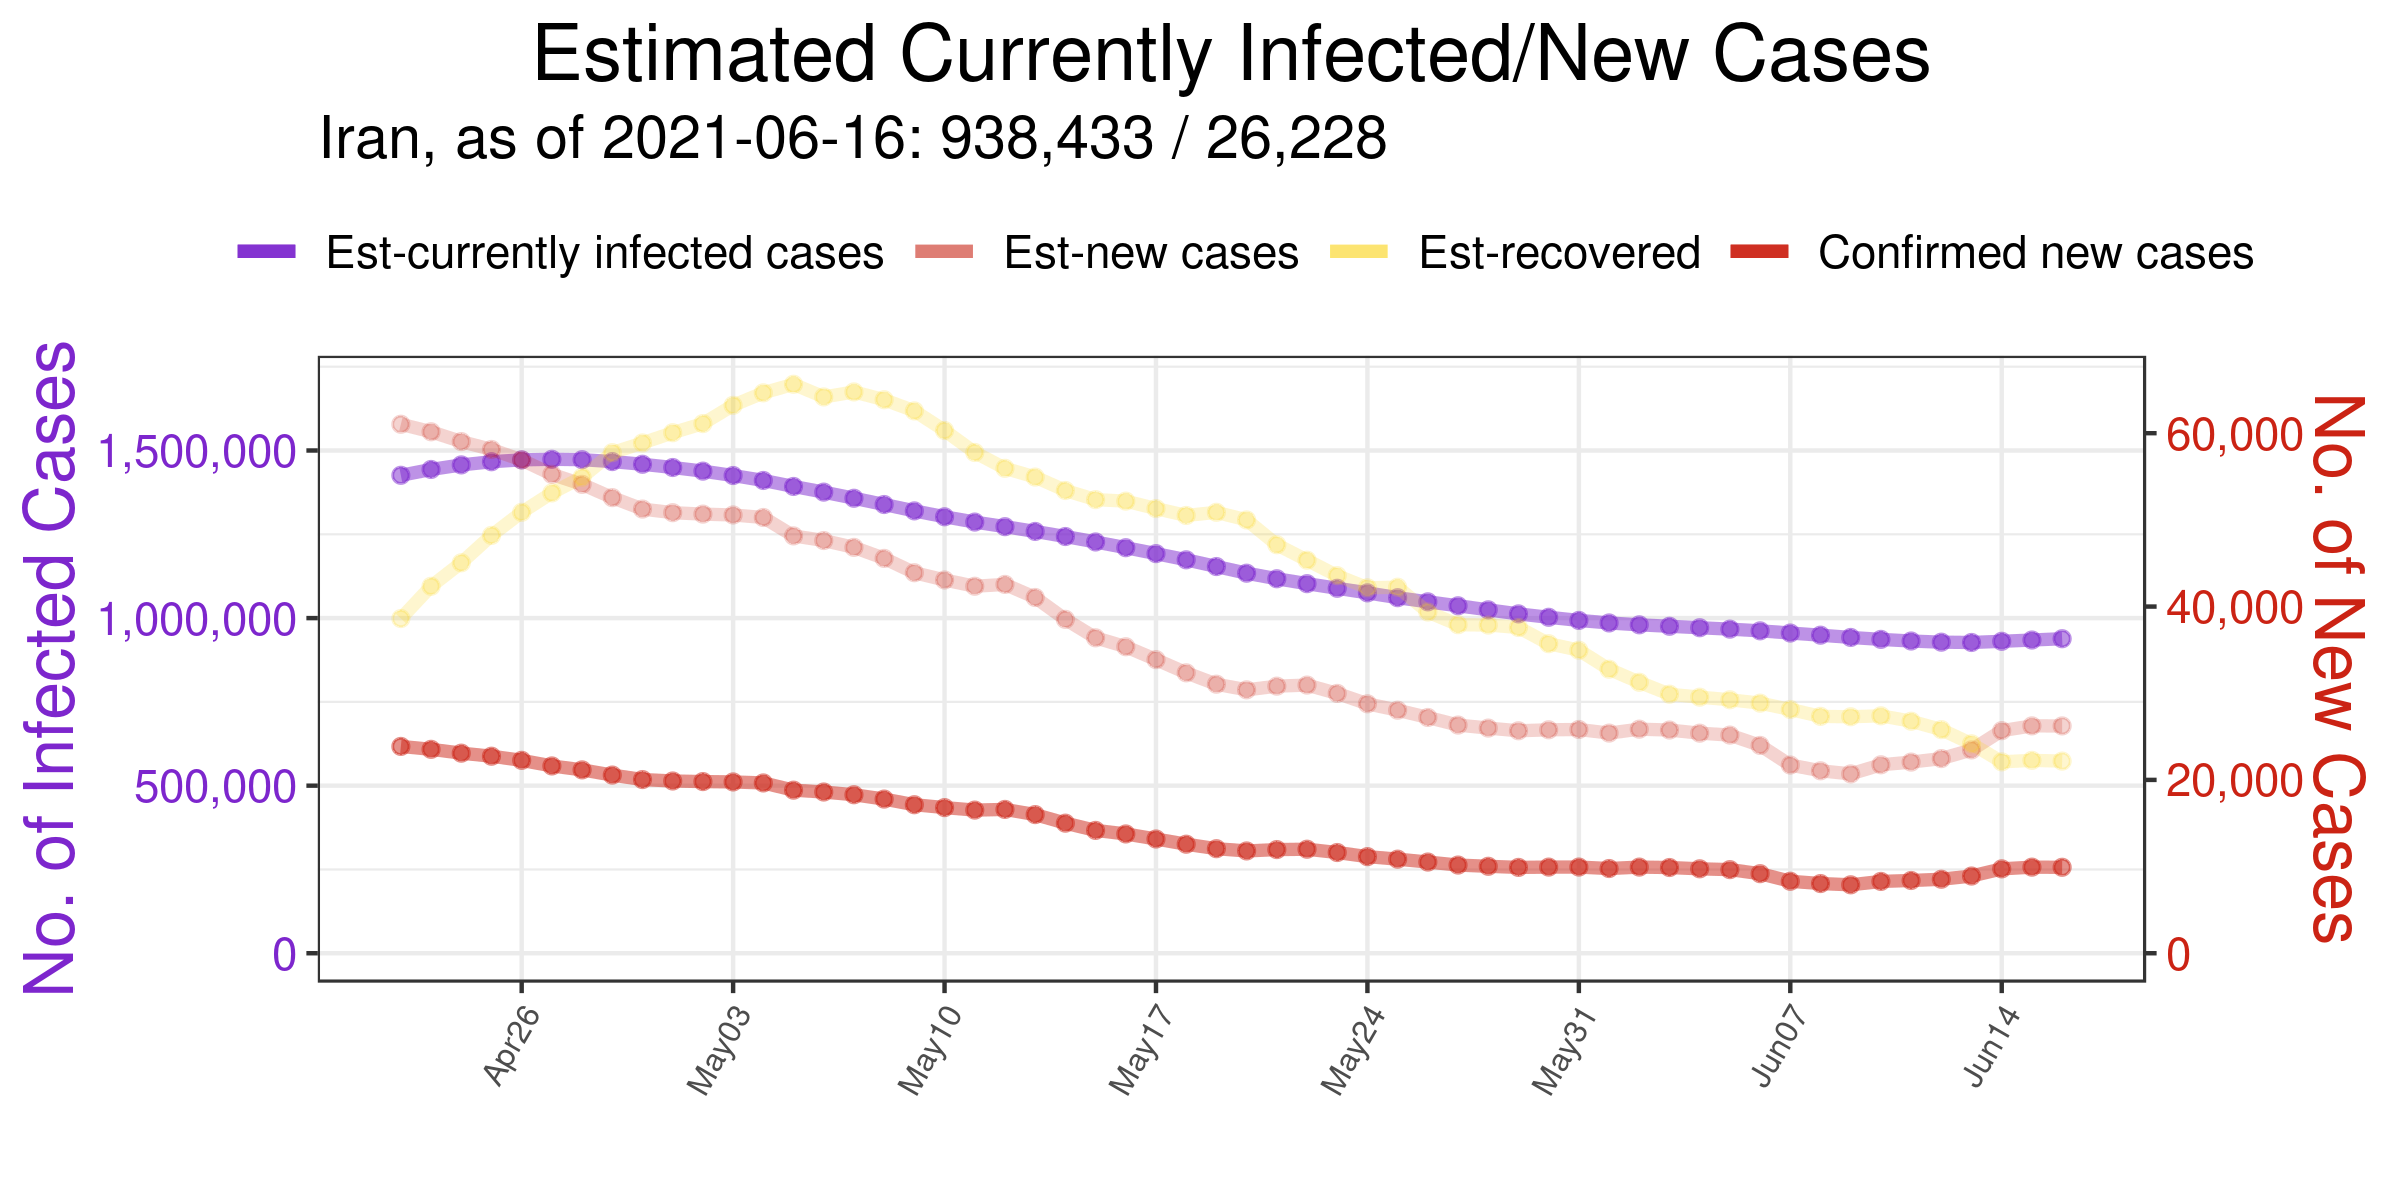 Estimated Currently Infected/New Cases
Iran, as of 2021-06-16: 938,433 / 26,228
Est-currently infected cases Est-new cases Est-recovered Confirmed new cases
No. of Infected Cases
1,500,000
1,000,000
500,000
0
60,000
40,000
20,000
0
No. of New Cases
Apr26 May03 May10 May17 May24 May31 Jun07 Jun14